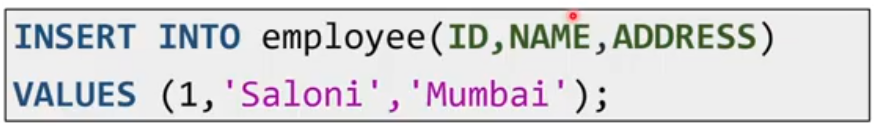 INSERT INTO employee(ID,NAME,ADDRESS)
VALUES (1,'Saloni','Mumbai');